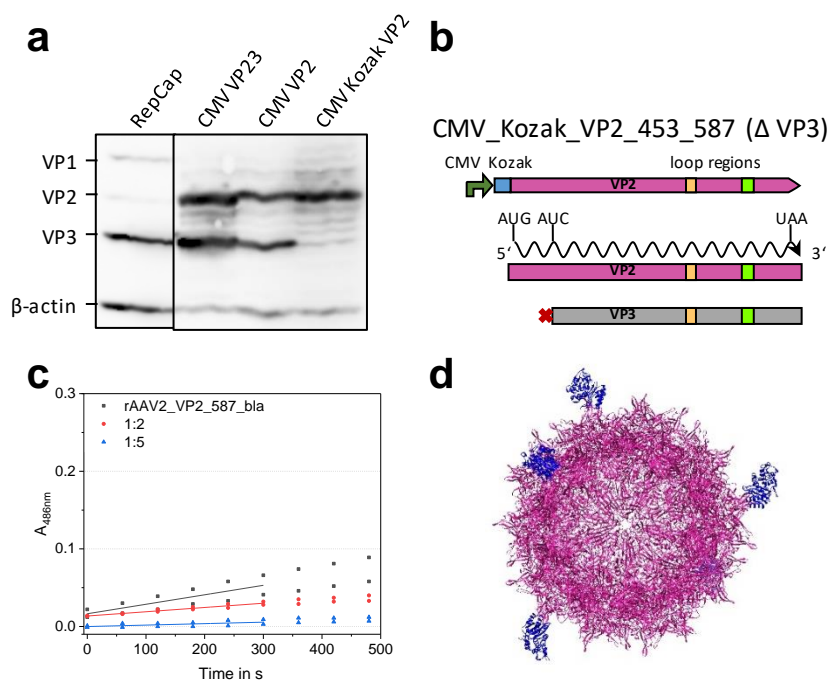 a
RepCap
CMV VP23
CMV VP2
CMV Kozak VP2
VP1
VP2
VP3
β-actin
b
CMV_Kozak_VP2_453_587 (Δ VP3)
CMV Kozak loop regions
VP2
AUG AUC UAA
5‘ 3‘
VP2
VP3
c
0.3
0.2
0.1
0.0
A486nm
rAAV2_VP2_587_bla
1:2
1:5
0 100 200 300 400 500
Time in s
d